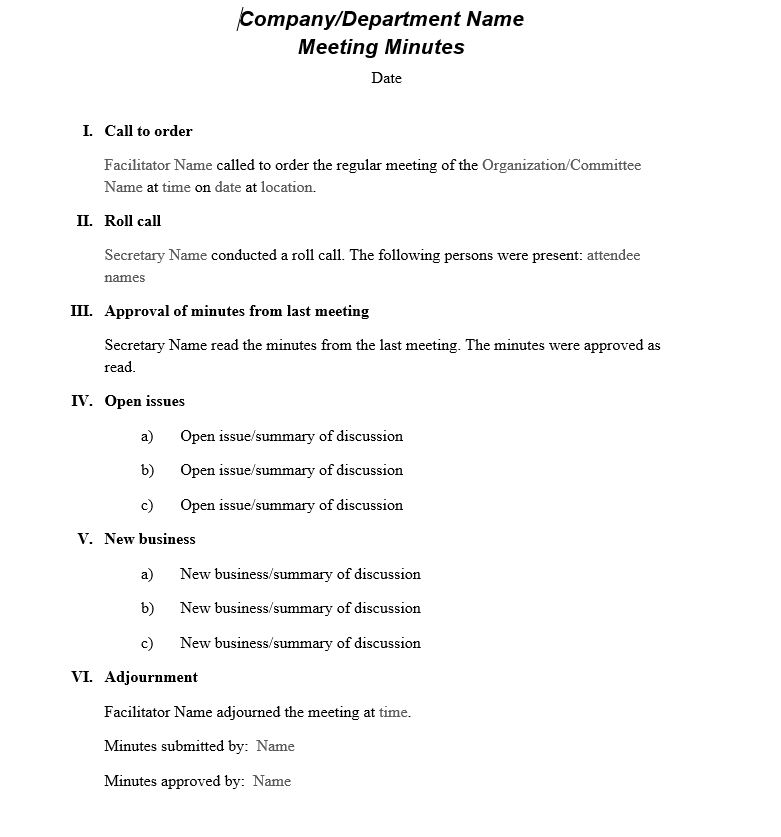 Company/Department Name
Meeting Minutes
Date
I. Call to order
Facilitator Name called to order the regular meeting of the Organization/Committee
Name at time on date at location.
II. Roll call
Secretary Name conducted a roll call. The following persons were present: attendee
names
III. Approval of minutes from last meeting
Secretary Name read the minutes from the last meeting. The minutes were approved as
read.
IV. Open issues
a) Open issue/summary of discussion
b) Open issue/summary of discussion
c) Open issue/summary of discussion
V. New business
a) New business/summary of discussion
b) New business/summary of discussion
c) New business/summary of discussion
VI. Adjournment
Facilitator Name adjourned the meeting at time.
Minutes submitted by: Name
Minutes approved by: Name